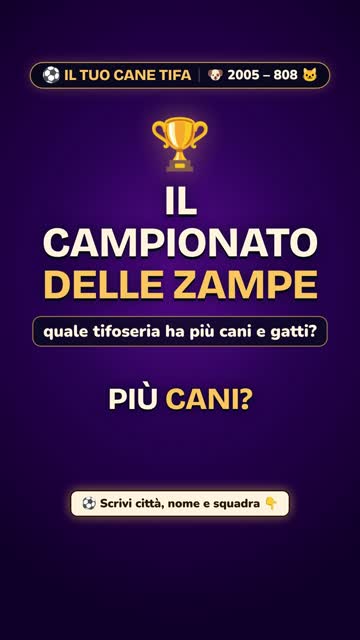 ⚽ IL TUO CANE TIFA | 🐶 2005 – 808 🐱
IL
CAMPIONATO
DELLE ZAMPE
quale tifoseria ha più cani e gatti?
PIÙ CANI?
⚽ Scrivi città, nome e squadra 👇